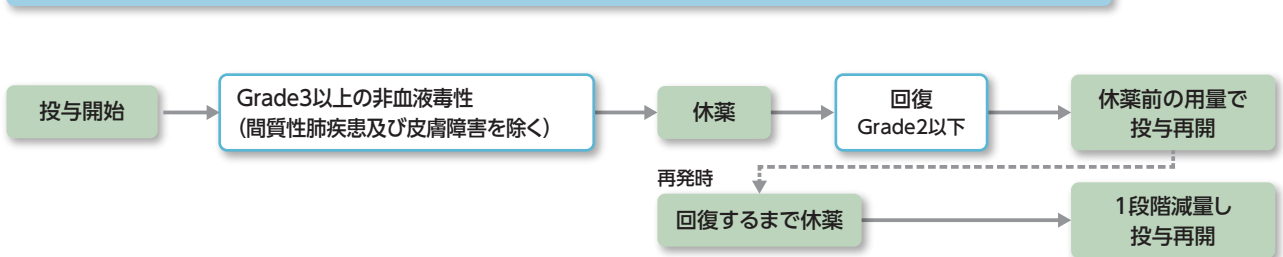 投与開始
Grade3以上の非血液毒性
(間質性肺疾患及び皮膚障害を除く)
休薬
回復
Grade2以下
休薬前の用量で
投与再開
再発時
回復するまで休薬
1段階減量し
投与再開